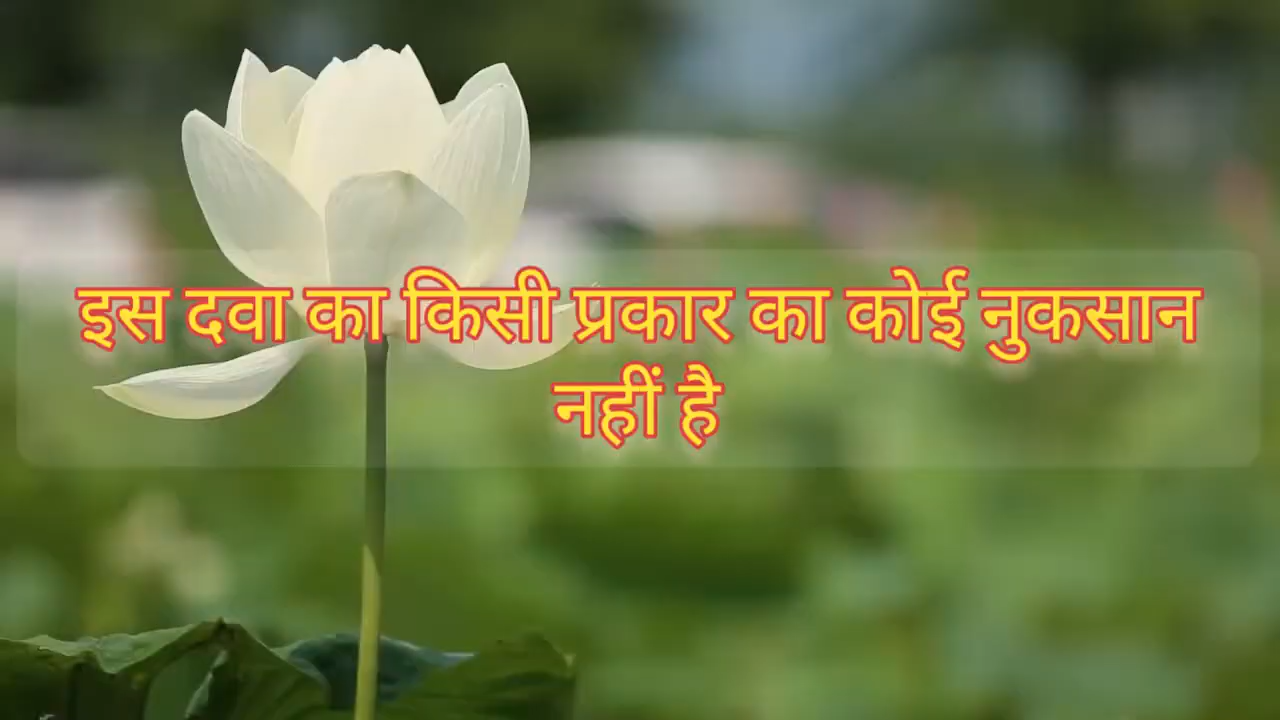 इस दवा का किसी प्रकार का कोई नुकसान
नहीं है